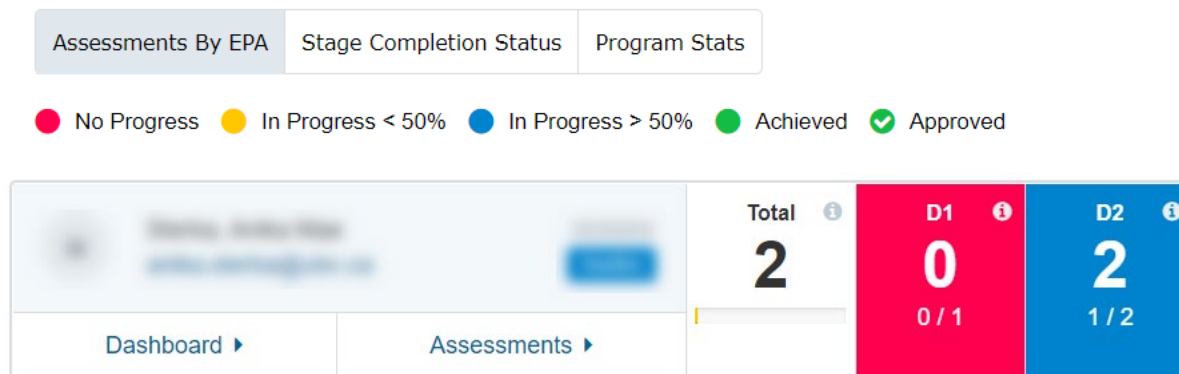 Assessments By EPA Stage Completion Status Program Stats
No Progress In Progress < 50% In Progress > 50% Achieved Approved
Total D1 D2
2 0 2
0 / 1 1 / 2
Dashboard Assessments